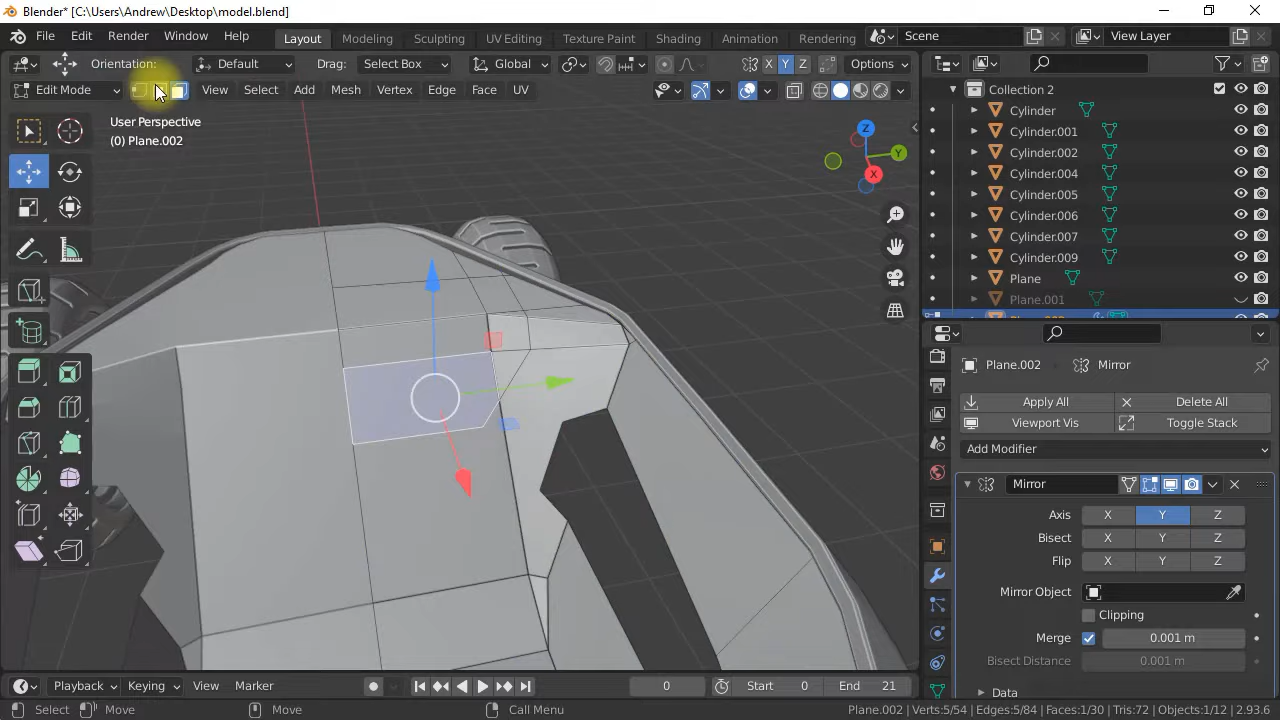 Blender* [C:\Users\Andrew\Desktop\model.blend]
File Edit Render Window Help Layout Modeling Sculpting UV Editing Texture Paint Shading Animation Scene View Layer
Orientation: Default Drag: Select Box Global X Y Z Options
Edit Mode View Select Add Mesh Vertex Edge Face UV
User Perspective
(0) Plane.002
Z
Y
X
Collection 2
Cylinder
Cylinder.001
Cylinder.002
Cylinder.004
Cylinder.005
Cylinder.006
Cylinder.007
Cylinder.009
Plane
Plane.001
Plane.002 Mirror
Apply All Delete All
Viewport Vis Toggle Stack
Add Modifier
Mirror
Axis X Y Z
Bisect X Y Z
Flip X Y Z
Mirror Object
Clipping
Merge 0.001 m
Bisect Distance 0.001 m
Data
Playback Keying View Marker 0 Start 0 End 21
Select Move Move Call Menu Plane.002 | Verts:5/54 | Edges:5/84 | Faces:1/30 | Tris:72 | Objects:1/12 | 2.93.6